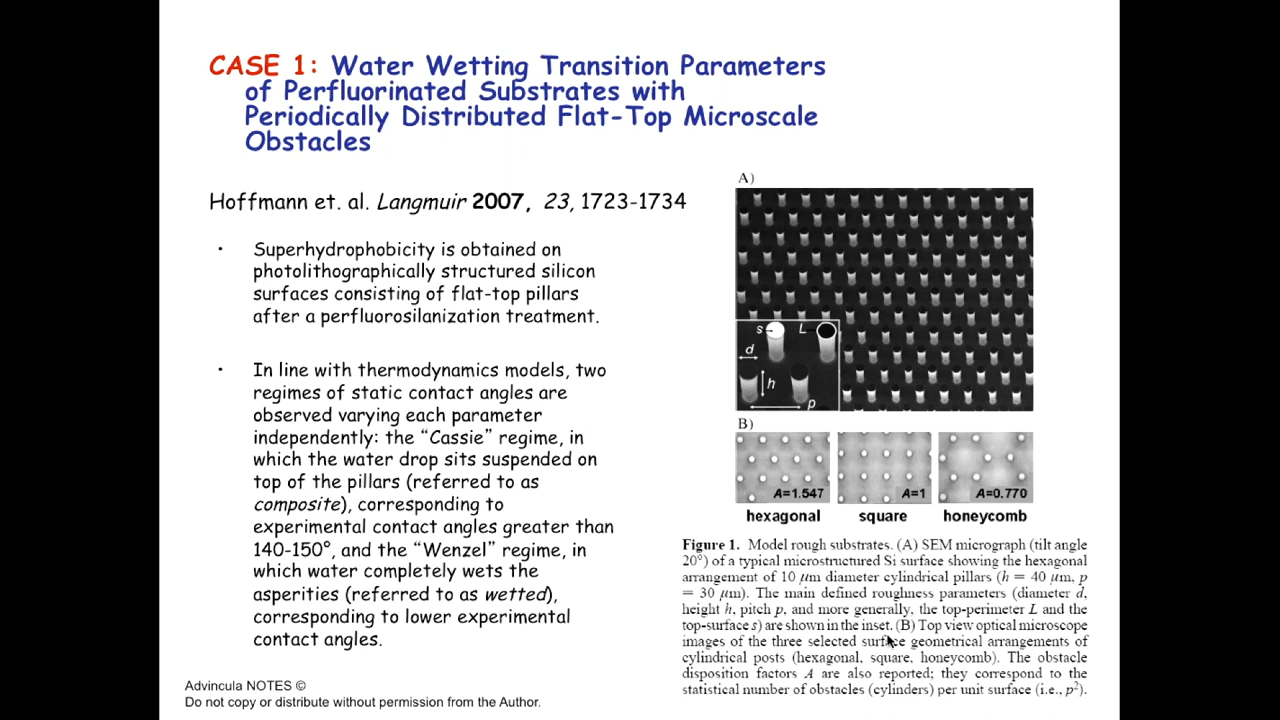 CASE 1: Water Wetting Transition Parameters
of Perfluorinated Substrates with
Periodically Distributed Flat-Top Microscale
Obstacles
Hoffmann et. al. Langmuir 2007, 23, 1723-1734
· Superhydrophobicity is obtained on
photolithographically structured silicon
surfaces consisting of flat-top pillars
after a perfluorosilanization treatment.
· In line with thermodynamics models, two
regimes of static contact angles are
observed varying each parameter
independently: the “Cassie” regime, in
which the water drop sits suspended on
top of the pillars (referred to as
composite), corresponding to
experimental contact angles greater than
140-150°, and the “Wenzel” regime, in
which water completely wets the
asperities (referred to as wetted),
corresponding to lower experimental
contact angles.
A)
s L
d
h
p
B)
A=1.547 A=1 A=0.770
hexagonal square honeycomb
Figure 1. Model rough substrates. (A) SEM micrograph (tilt angle
20°) of a typical microstructured Si surface showing the hexagonal
arrangement of 10 μm diameter cylindrical pillars (h = 40 μm, p
= 30 μm). The main defined roughness parameters (diameter d,
height h, pitch p, and more generally, the top-perimeter L and the
top-surface s) are shown in the inset. (B) Top view optical microscope
images of the three selected surface geometrical arrangements of
cylindrical posts (hexagonal, square, honeycomb). The obstacle
disposition factors A are also reported; they correspond to the
statistical number of obstacles (cylinders) per unit surface (i.e., p²).
Advincula NOTES ©
Do not copy or distribute without permission from the Author.